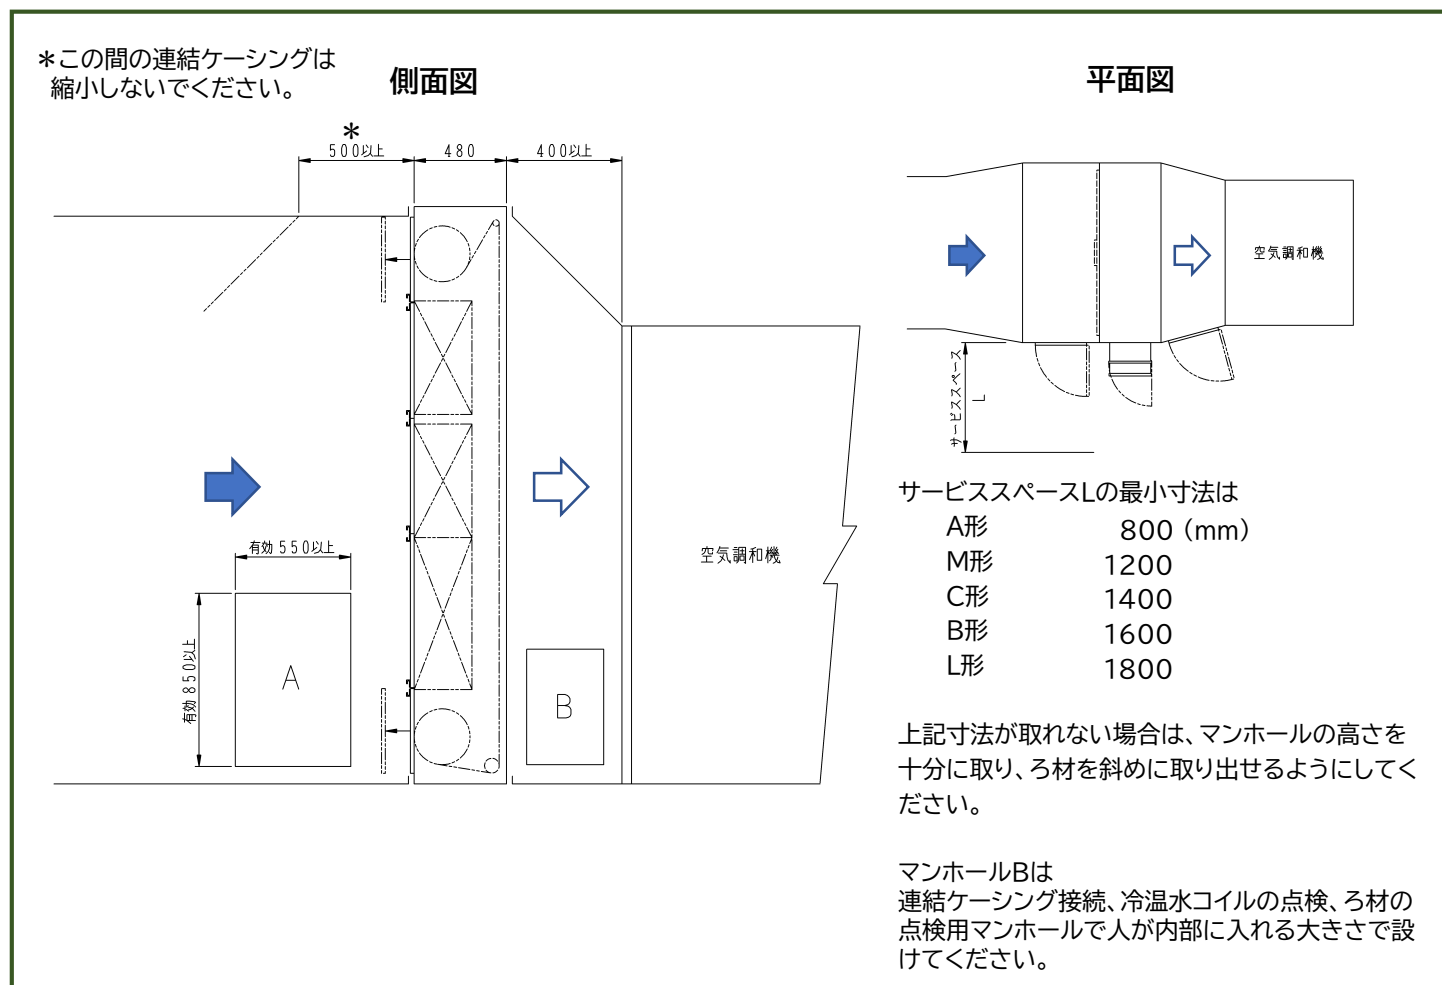 *この間の連結ケーシングは
縮小しないでください。
側面図
平面図
*
500以上
480
400以上
空気調和機
サービススペース
L
有効 550以上
有効 850以上
A
B
空気調和機
サービススペースLの最小寸法は
A形 800 (mm)
M形 1200
C形 1400
B形 1600
L形 1800
上記寸法が取れない場合は、マンホールの高さを
十分に取り、ろ材を斜めに取り出せるようにしてく
ださい。
マンホールBは
連結ケーシング接続、冷温水コイルの点検、ろ材の
点検用マンホールで人が内部に入れる大きさで設
けてください。